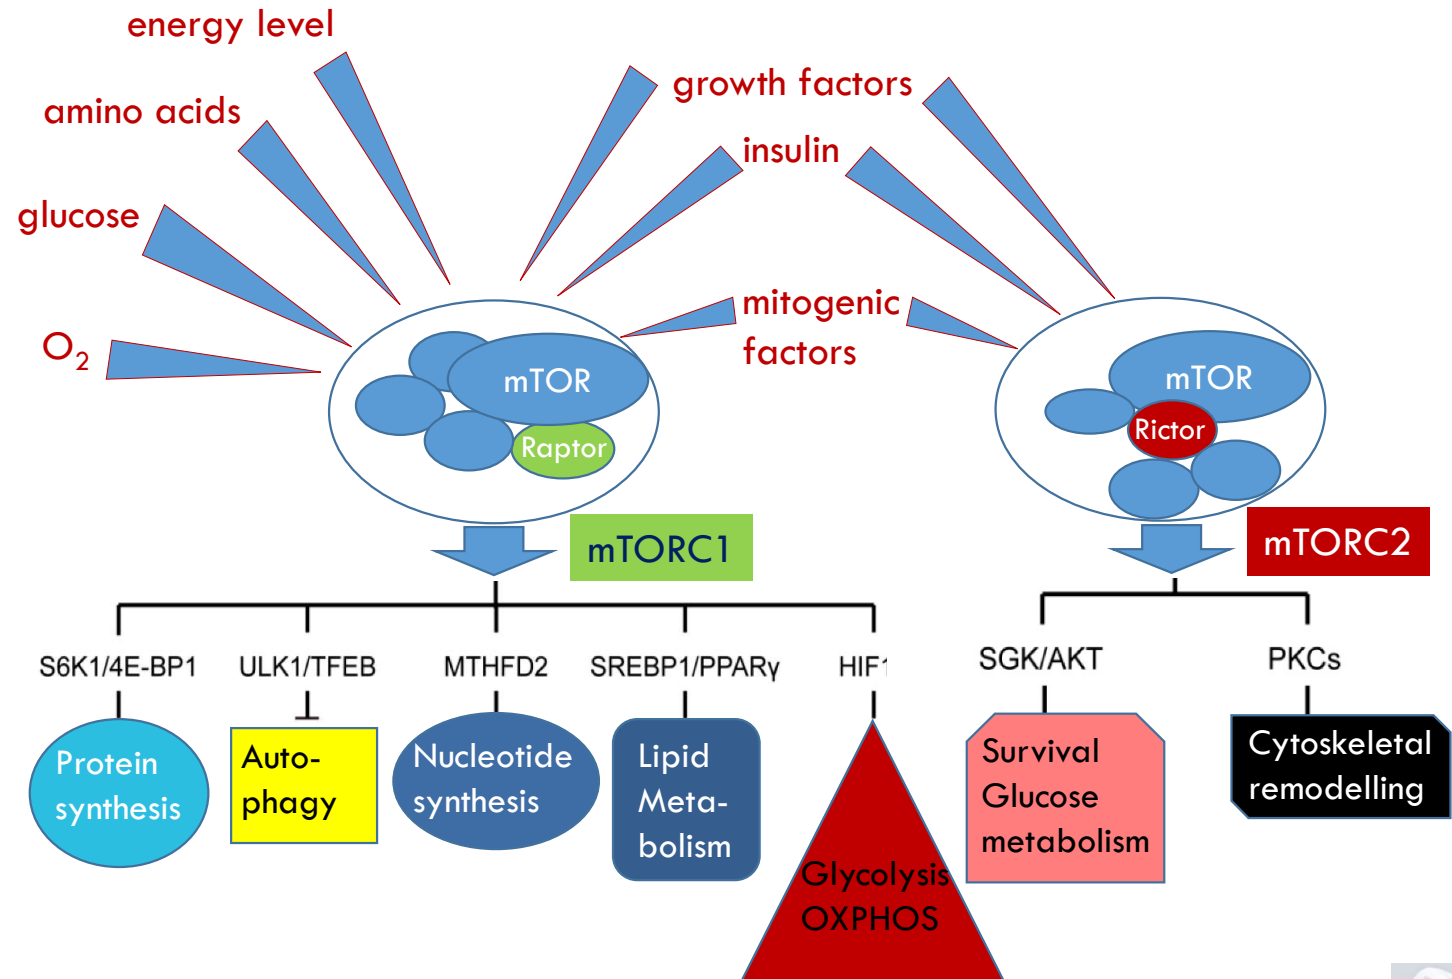 energy level
growth factors
amino acids
insulin
glucose
mitogenic
factors
O₂
mTOR
Raptor
mTOR
Rictor
mTORC1
mTORC2
S6K1/4E-BP1
ULK1/TFEB
MTHFD2
SREBP1/PPARγ
HIF1
SGK/AKT
PKCs
Protein
synthesis
Auto-
phagy
Nucleotide
synthesis
Lipid
Meta-
bolism
Glycolysis
OXPHOS
Survival
Glucose
metabolism
Cytoskeletal
remodelling